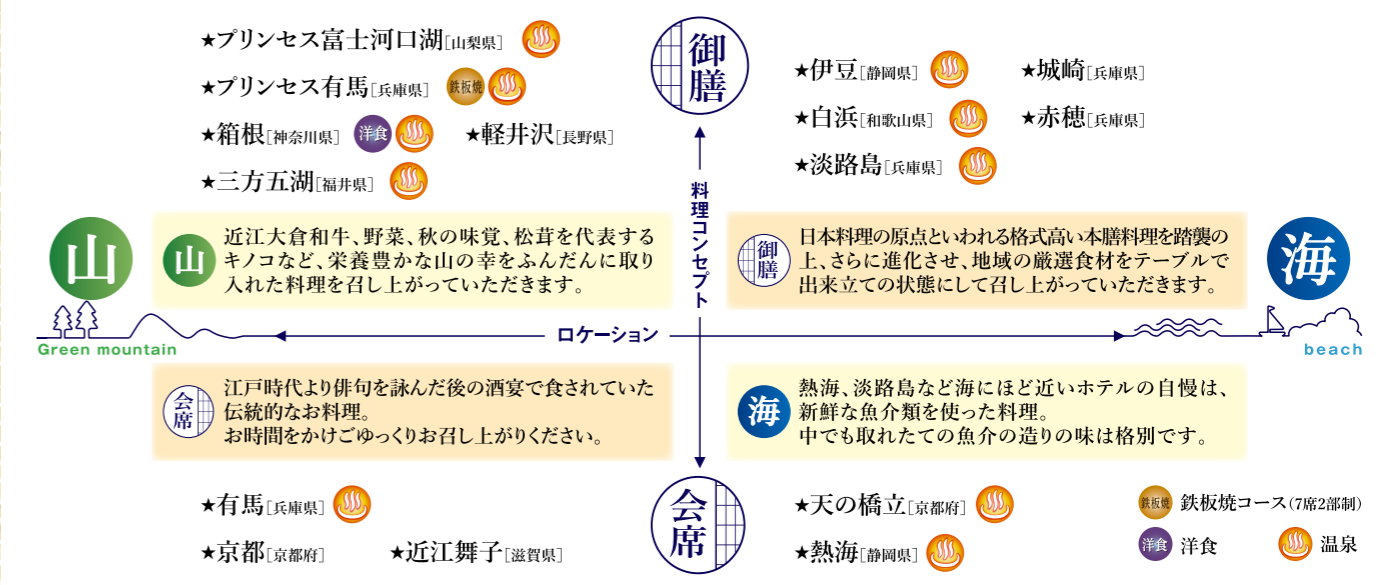 ★プリンセス富士河口湖[山梨県]
★プリンセス有馬[兵庫県] 鉄板焼
★箱根[神奈川県] 洋食 ★軽井沢[長野県]
★三方五湖[福井県]
御膳
★伊豆[静岡県] ★城崎[兵庫県]
★白浜[和歌山県] ★赤穂[兵庫県]
★淡路島[兵庫県]
料理コンセプト
山
山
近江大倉和牛、野菜、秋の味覚、松茸を代表する
キノコなど、栄養豊かな山の幸をふんだんに取り
入れた料理を召し上がっていただきます。
御膳
日本料理の原点といわれる格式高い本膳料理を踏襲の
上、さらに進化させ、地域の厳選食材をテーブルで
出来立ての状態にして召し上がっていただきます。
海
Green mountain
ロケーション
beach
会席
江戸時代より俳句を詠んだ後の酒宴で食されていた
伝統的なお料理。
お時間をかけごゆっくりお召し上がりください。
海
熱海、淡路島など海にほど近いホテルの自慢は、
新鮮な魚介類を使った料理。
中でも取れたての魚介の造りの味は格別です。
★有馬[兵庫県]
★京都[京都府] ★近江舞子[滋賀県]
会席
★天の橋立[京都府]
★熱海[静岡県]
鉄板焼 鉄板焼コース(7席2部制)
洋食 洋食 温泉